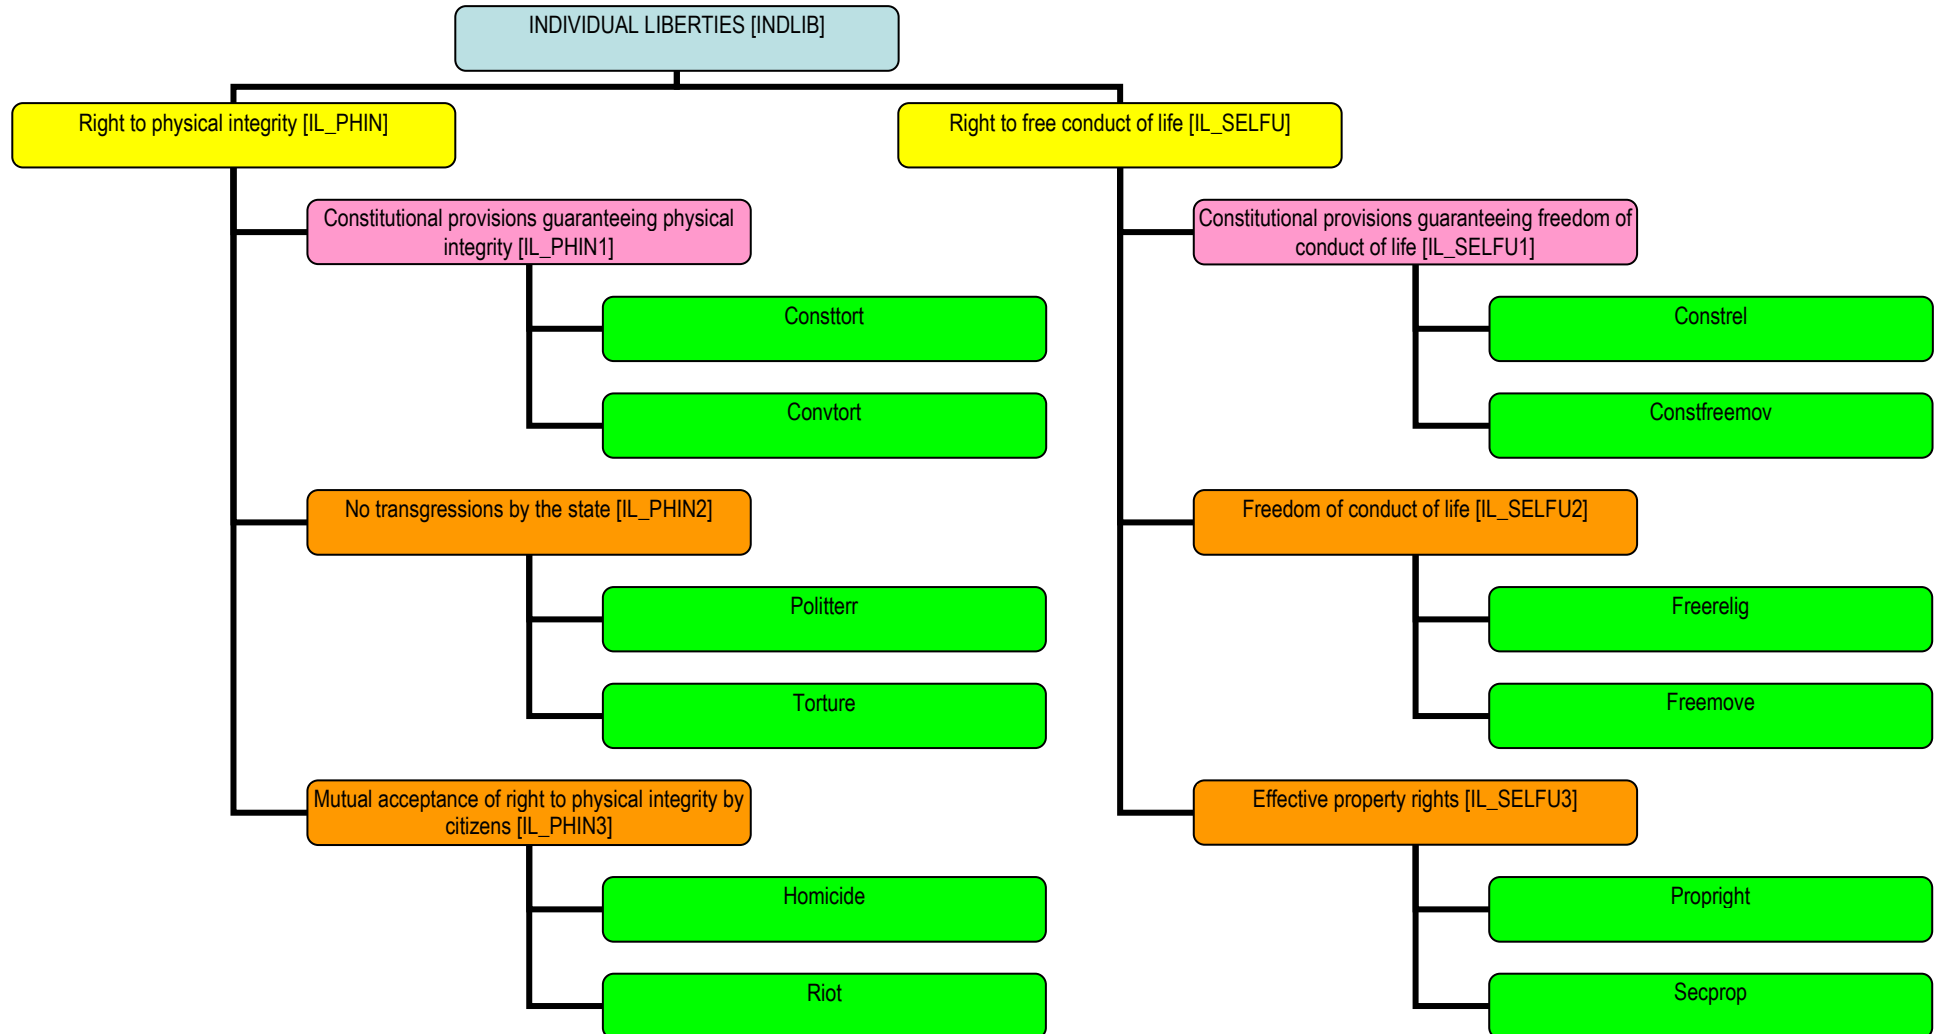 INDIVIDUAL LIBERTIES [INDLIB]
Right to physical integrity [IL_PHIN]
Right to free conduct of life [IL_SELFU]
Constitutional provisions guaranteeing physical
integrity [IL_PHIN1]
Constitutional provisions guaranteeing freedom of
conduct of life [IL_SELFU1]
Consttort
Constrel
Convtort
Constfreemov
No transgressions by the state [IL_PHIN2]
Freedom of conduct of life [IL_SELFU2]
Politterr
Freerelig
Torture
Freemove
Mutual acceptance of right to physical integrity by
citizens [IL_PHIN3]
Effective property rights [IL_SELFU3]
Homicide
Propright
Riot
Secprop